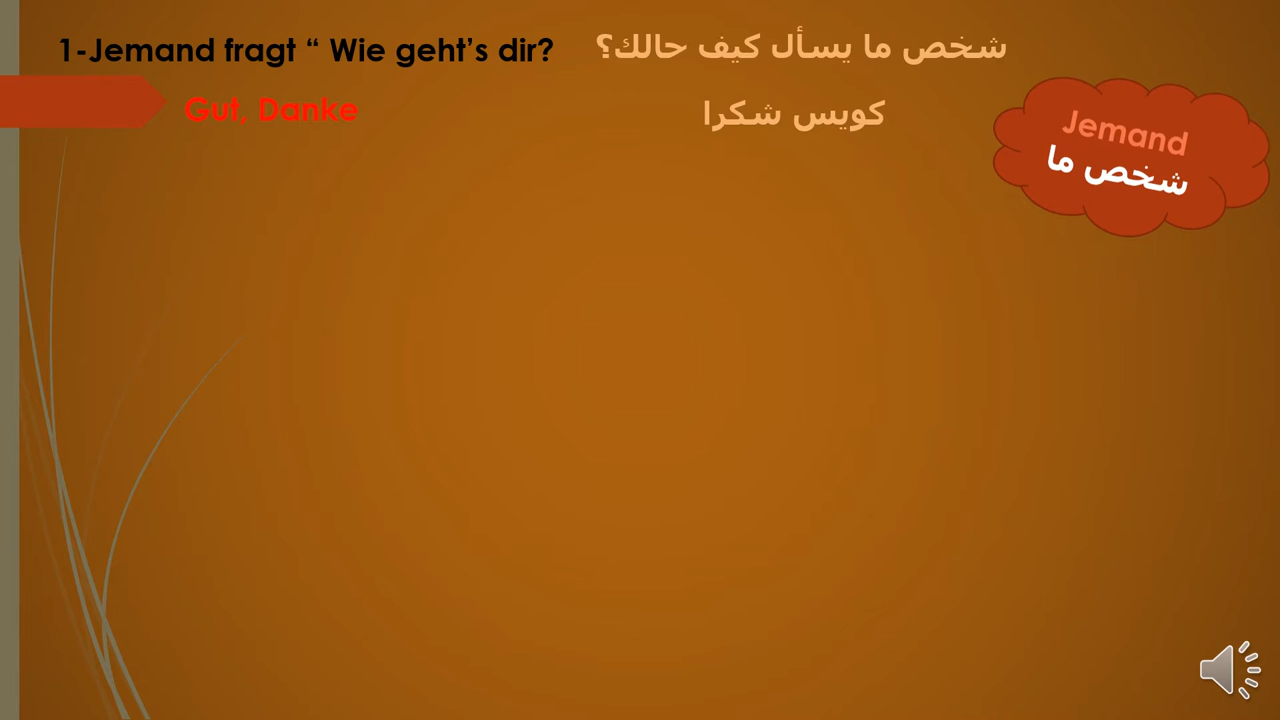 1-Jemand fragt “ Wie geht’s dir?
شخص ما يسأل كيف حالك؟
Gut, Danke
كويس شكرا
Jemand
شخص ما